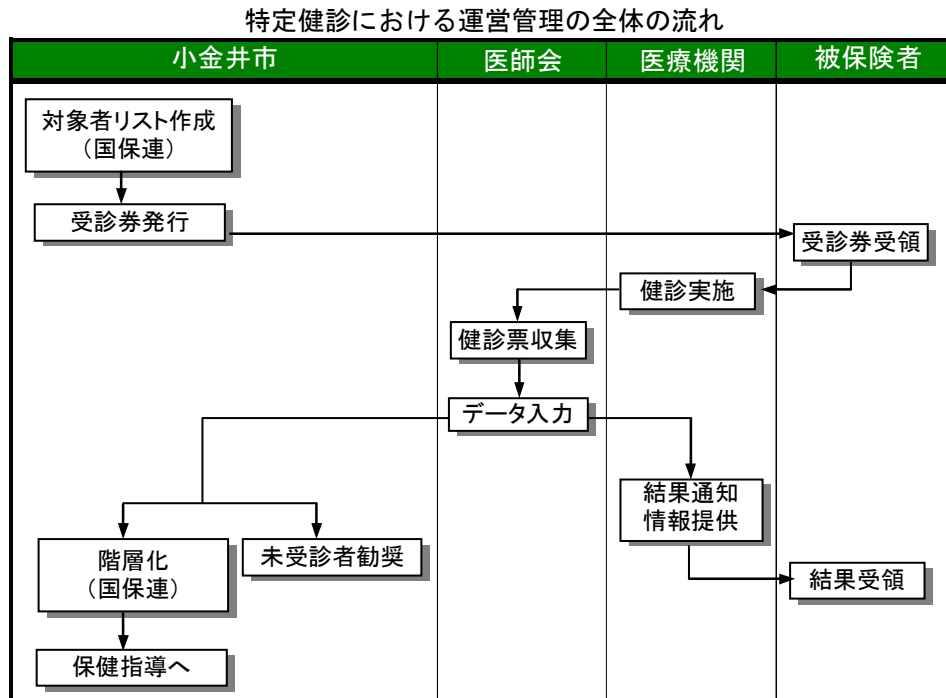 特定健診における運営管理の全体の流れ
小金井市
医師会
医療機関
被保険者
対象者リスト作成
（国保連）
受診券発行
受診券受領
健診実施
健診票収集
データ入力
結果通知
情報提供
階層化
（国保連）
未受診者勧奨
結果受領
保健指導へ